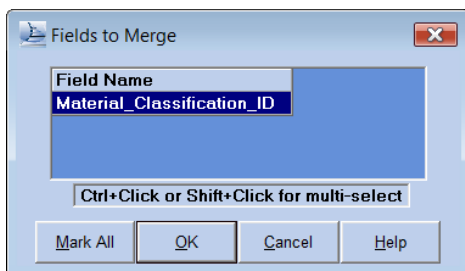 Fields to Merge
Field Name
Material_Classification_ID
Ctrl+Click or Shift+Click for multi-select
Mark All OK Cancel Help